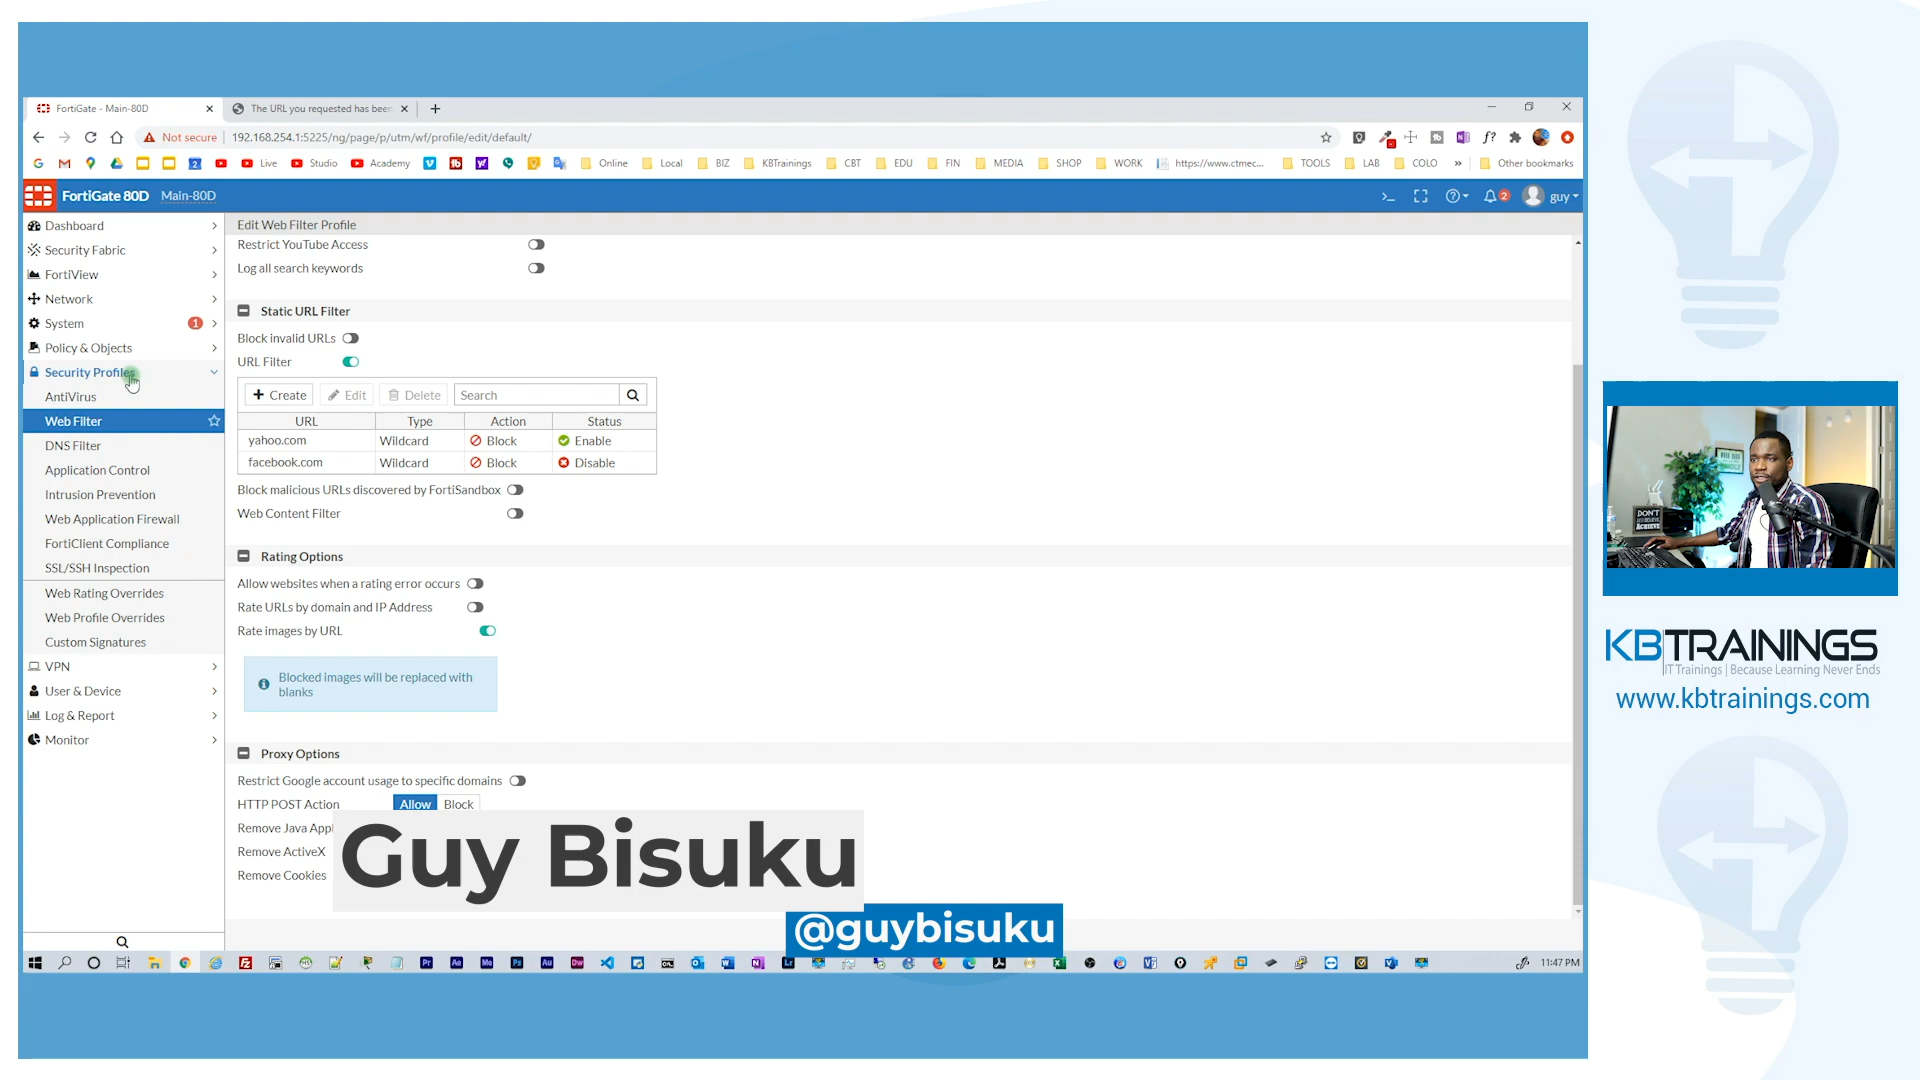 FortiGate - Main-80D
The URL you requested has been
Not secure
192.168.254.1:5225/ng/page/p/utm/wf/profile/edit/default/
Live
Studio
Academy
Online
Local
BIZ
KBTrainings
CBT
EDU
FIN
MEDIA
SHOP
WORK
https://www.ctmec...
TOOLS
LAB
COLO
»
Other bookmarks
FortiGate 80D
Main-80D
2
guy
Dashboard
Security Fabric
FortiView
Network
System
1
Policy & Objects
Security Profiles
AntiVirus
Web Filter
DNS Filter
Application Control
Intrusion Prevention
Web Application Firewall
FortiClient Compliance
SSL/SSH Inspection
Web Rating Overrides
Web Profile Overrides
Custom Signatures
VPN
User & Device
Log & Report
Monitor
Edit Web Filter Profile
Restrict YouTube Access
Log all search keywords
Static URL Filter
Block invalid URLs
URL Filter
+ Create
Edit
Delete
Search
URL Type Action Status
yahoo.com Wildcard Block Enable
facebook.com Wildcard Block Disable
Block malicious URLs discovered by FortiSandbox
Web Content Filter
Rating Options
Allow websites when a rating error occurs
Rate URLs by domain and IP Address
Rate images by URL
Blocked images will be replaced with
blanks
Proxy Options
Restrict Google account usage to specific domains
HTTP POST Action Allow Block
Remove Java Appl
Remove ActiveX
Remove Cookies
Guy Bisuku
@guybisuku
11:47 PM
DON'T
ACHIEVE
KBTRAININGS
IT Trainings | Because Learning Never Ends
www.kbtrainings.com